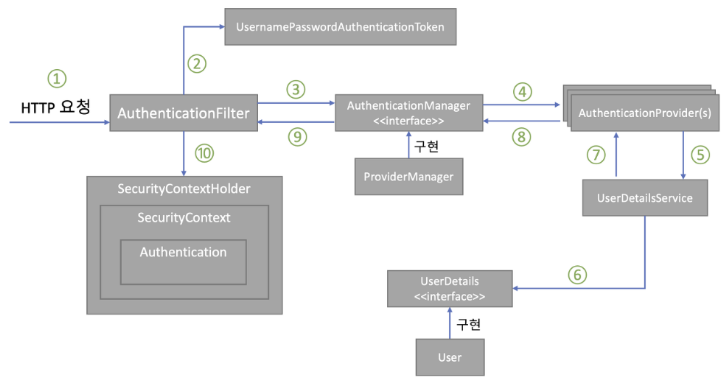 ①
HTTP 요청
②
UsernamePasswordAuthenticationToken
AuthenticationFilter
③
⑨
AuthenticationManager
<<interface>>
구현
ProviderManager
④
⑧
AuthenticationProvider(s)
⑦
⑤
UserDetailsService
⑩
SecurityContextHolder
SecurityContext
Authentication
⑥
UserDetails
<<interface>>
구현
User